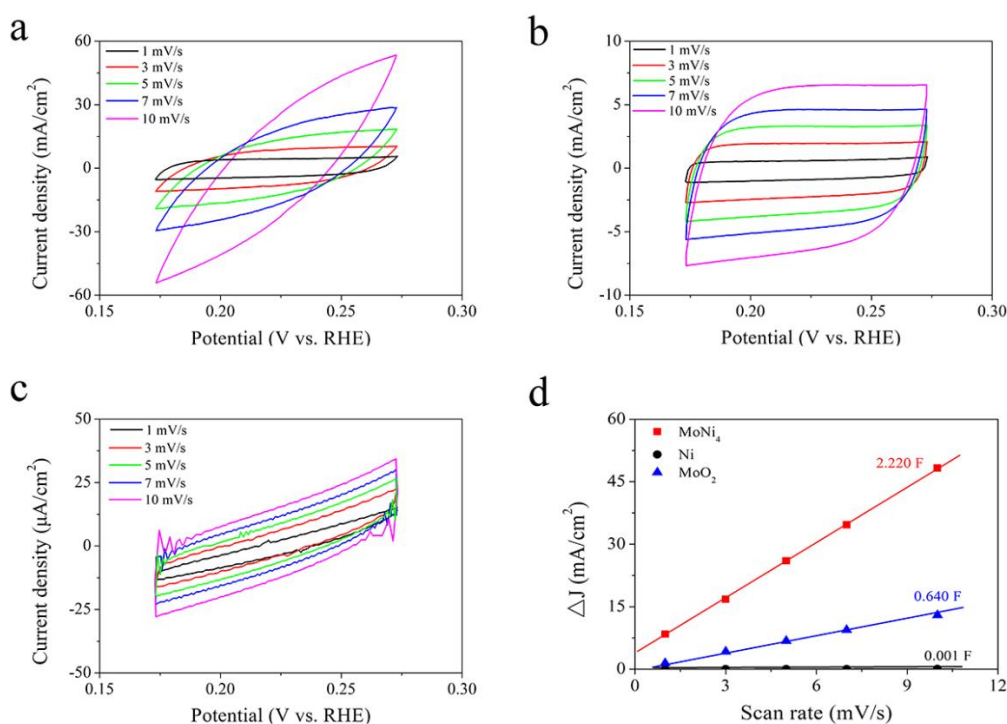 a
60
30
0
-30
-60
Current density (mA/cm²)
1 mV/s
3 mV/s
5 mV/s
7 mV/s
10 mV/s
0.15
0.20
0.25
0.30
Potential (V vs. RHE)
b
10
5
0
-5
-10
Current density (mA/cm²)
1 mV/s
3 mV/s
5 mV/s
7 mV/s
10 mV/s
0.15
0.20
0.25
0.30
Potential (V vs. RHE)
c
50
25
0
-25
-50
Current density (µA/cm²)
1 mV/s
3 mV/s
5 mV/s
7 mV/s
10 mV/s
0.15
0.20
0.25
0.30
Potential (V vs. RHE)
d
60
45
30
15
0
△J (mA/cm²)
MoNi₄
Ni
MoO₂
2.220 F
0.640 F
0.001 F
0
3
6
9
12
Scan rate (mV/s)